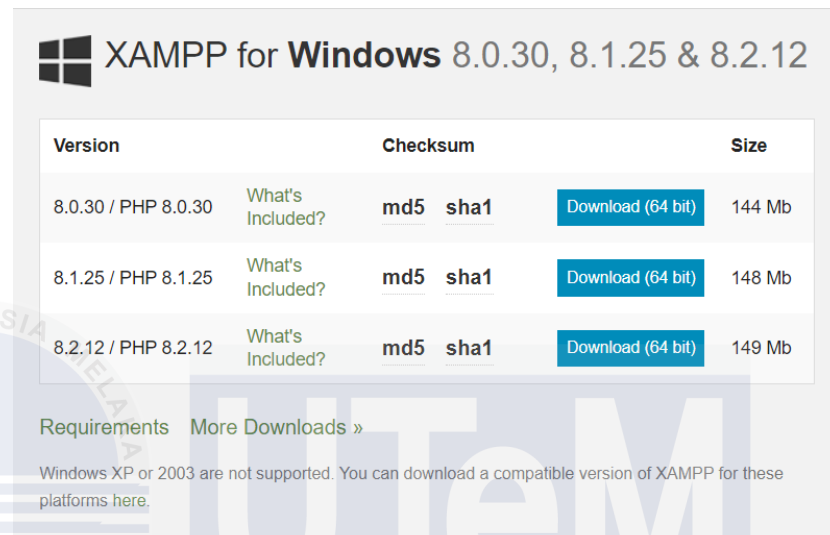 XAMPP for Windows 8.0.30, 8.1.25 & 8.2.12
Version Checksum Size
8.0.30 / PHP 8.0.30 What's Included? md5 sha1 Download (64 bit) 144 Mb
8.1.25 / PHP 8.1.25 What's Included? md5 sha1 Download (64 bit) 148 Mb
8.2.12 / PHP 8.2.12 What's Included? md5 sha1 Download (64 bit) 149 Mb
Requirements More Downloads »
Windows XP or 2003 are not supported. You can download a compatible version of XAMPP for these
platforms here.
SIA MELAKA
UTeM